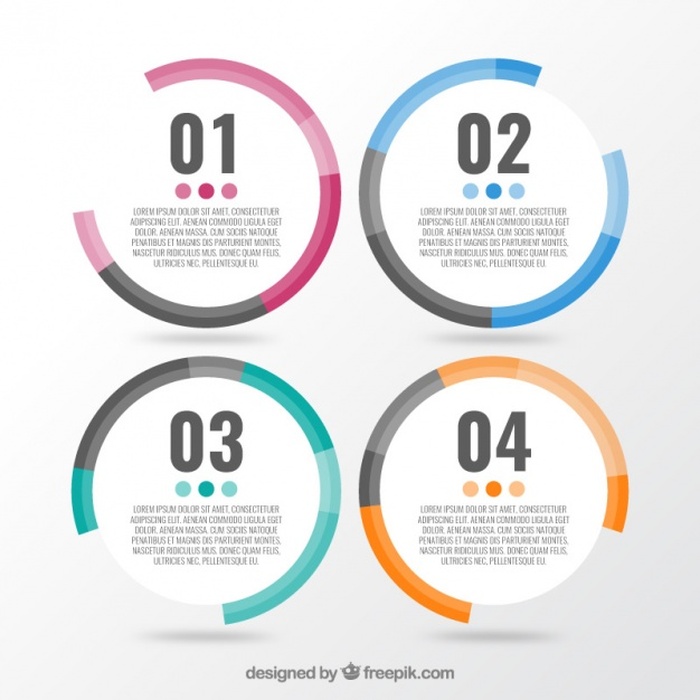 01
LOREM IPSUM DOLOR SIT AMET, CONSECTETUER
ADIPISCING ELIT. AENEAN COMMODO LIGULA EGET
DOLOR. AENEAN MASSA. CUM SOCIIS NATOQUE
PENATIBUS ET MAGNIS DIS PARTURIENT MONTES,
NASCETUR RIDICULUS MUS. DONEC QUAM FELIS,
ULTRICIES NEC, PELLENTESQUE EU.
02
LOREM IPSUM DOLOR SIT AMET, CONSECTETUER
ADIPISCING ELIT. AENEAN COMMODO LIGULA EGET
DOLOR. AENEAN MASSA. CUM SOCIIS NATOQUE
PENATIBUS ET MAGNIS DIS PARTURIENT MONTES,
NASCETUR RIDICULUS MUS. DONEC QUAM FELIS,
ULTRICIES NEC, PELLENTESQUE EU.
03
LOREM IPSUM DOLOR SIT AMET, CONSECTETUER
ADIPISCING ELIT. AENEAN COMMODO LIGULA EGET
DOLOR. AENEAN MASSA. CUM SOCIIS NATOQUE
PENATIBUS ET MAGNIS DIS PARTURIENT MONTES,
NASCETUR RIDICULUS MUS. DONEC QUAM FELIS,
ULTRICIES NEC, PELLENTESQUE EU.
04
LOREM IPSUM DOLOR SIT AMET, CONSECTETUER
ADIPISCING ELIT. AENEAN COMMODO LIGULA EGET
DOLOR. AENEAN MASSA. CUM SOCIIS NATOQUE
PENATIBUS ET MAGNIS DIS PARTURIENT MONTES,
NASCETUR RIDICULUS MUS. DONEC QUAM FELIS,
ULTRICIES NEC, PELLENTESQUE EU.
designed by freepik.com